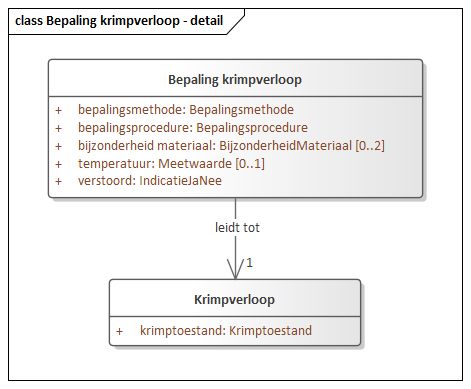 class Bepaling krimpverloop - detail
Bepaling krimpverloop
+ bepalingsmethode: Bepalingsmethode
+ bepalingsprocedure: Bepalingsprocedure
+ bijzonderheid materiaal: BijzonderheidMateriaal [0..2]
+ temperatuur: Meetwaarde [0..1]
+ verstoord: IndicatieJaNee
leidt tot
1
Krimpverloop
+ krimptoestand: Krimptoestand